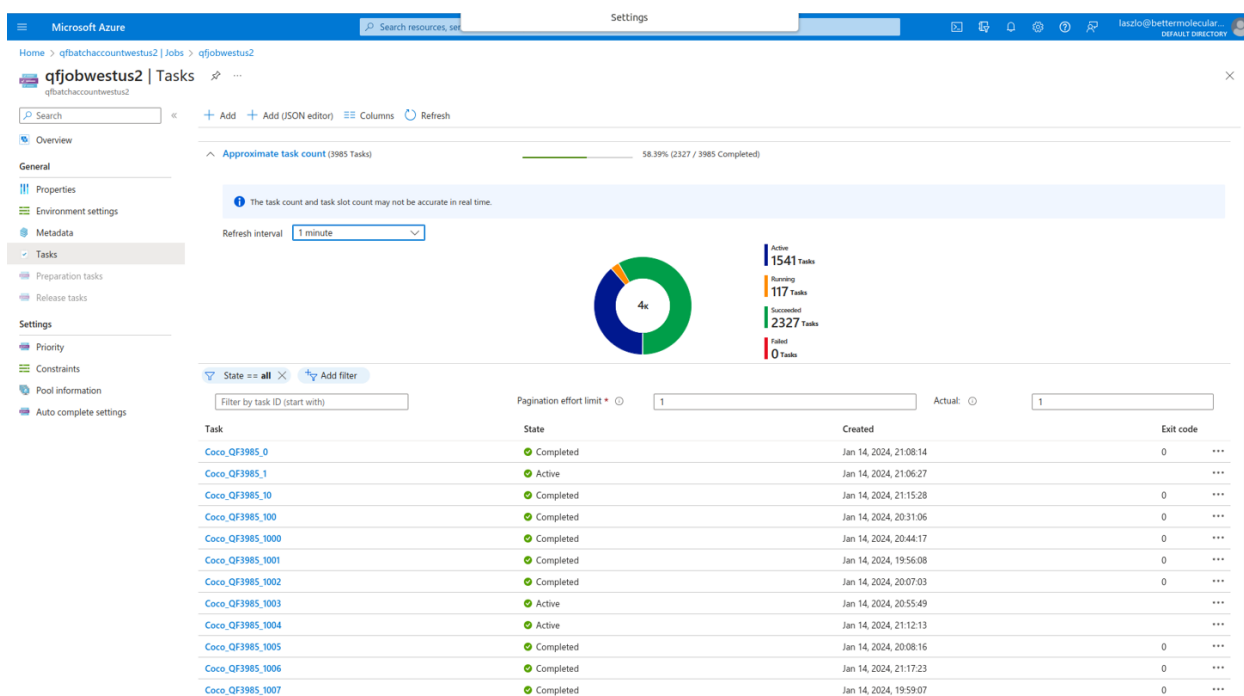 Settings
Microsoft Azure
Search resources, ser
laszlo@bettermolecular...
DEFAULT DIRECTORY
Home > qfbatchaccountwestus2 | Jobs > qfjobwestus2
qfjobwestus2 | Tasks
qfbatchaccountwestus2
Search
Overview
General
Properties
Environment settings
Metadata
Tasks
Preparation tasks
Release tasks
Settings
Priority
Constraints
Pool information
Auto complete settings
Add Add (JSON editor) Columns Refresh
Approximate task count (3985 Tasks) 58.39% (2327 / 3985 Completed)
The task count and task slot count may not be accurate in real time.
Refresh interval 1 minute
4K
Active
1541 Tasks
Running
117 Tasks
Succeeded
2327 Tasks
Failed
0 Tasks
State == all Add filter
Filter by task ID (start with) Pagination effort limit * 1 Actual: 1
Task State Created Exit code
Coco_QF3985_0 Completed Jan 14, 2024, 21:08:14 0
Coco_QF3985_1 Active Jan 14, 2024, 21:06:27
Coco_QF3985_10 Completed Jan 14, 2024, 21:15:28 0
Coco_QF3985_100 Completed Jan 14, 2024, 20:31:06 0
Coco_QF3985_1000 Completed Jan 14, 2024, 20:44:17 0
Coco_QF3985_1001 Completed Jan 14, 2024, 19:56:08 0
Coco_QF3985_1002 Completed Jan 14, 2024, 20:07:03 0
Coco_QF3985_1003 Active Jan 14, 2024, 20:55:49
Coco_QF3985_1004 Active Jan 14, 2024, 21:12:13
Coco_QF3985_1005 Completed Jan 14, 2024, 20:08:16 0
Coco_QF3985_1006 Completed Jan 14, 2024, 21:17:23 0
Coco_QF3985_1007 Completed Jan 14, 2024, 19:59:07 0